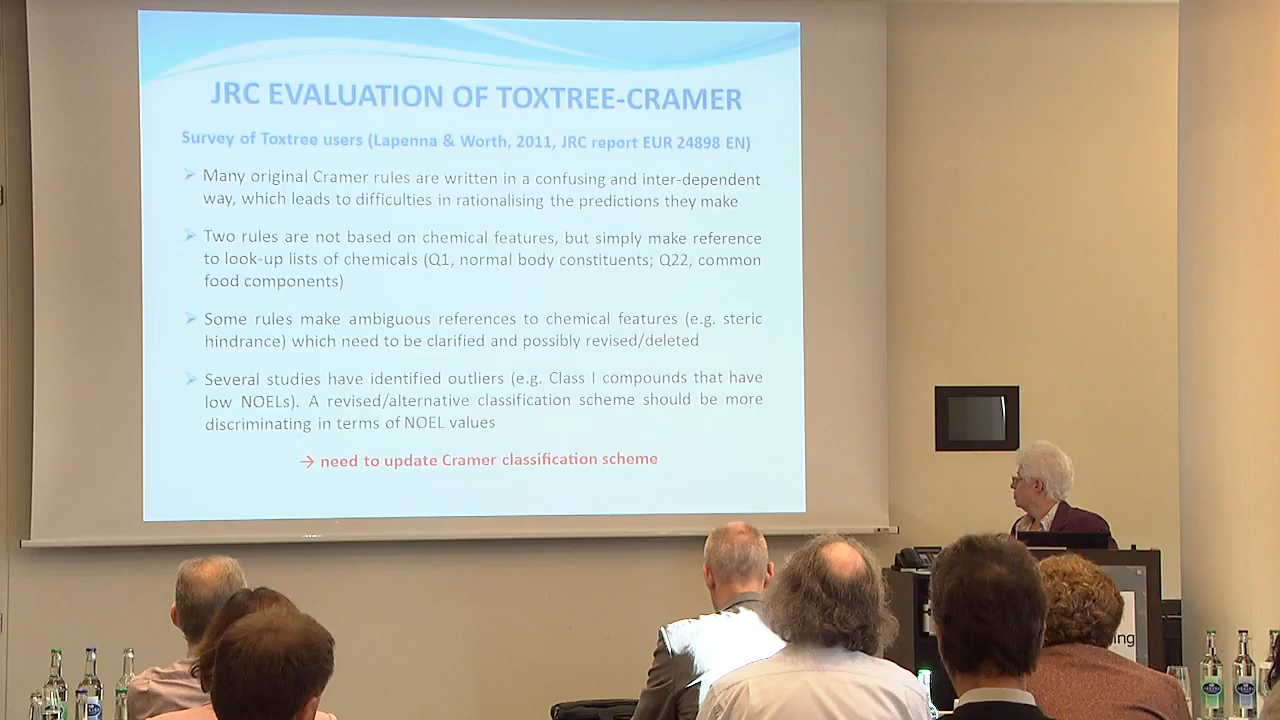 JRC EVALUATION OF TOXTREE-CRAMER
Survey of Toxtree users (Lapenna & Worth, 2011, JRC report EUR 24898 EN)
Many original Cramer rules are written in a confusing and inter-dependent
way, which leads to difficulties in rationalising the predictions they make
Two rules are not based on chemical features, but simply make reference
to look-up lists of chemicals (Q1, normal body constituents; Q22, common
food components)
Some rules make ambiguous references to chemical features (e.g. steric
hindrance) which need to be clarified and possibly revised/deleted
Several studies have identified outliers (e.g. Class I compounds that have
low NOELs). A revised/alternative classification scheme should be more
discriminating in terms of NOEL values
→ need to update Cramer classification scheme